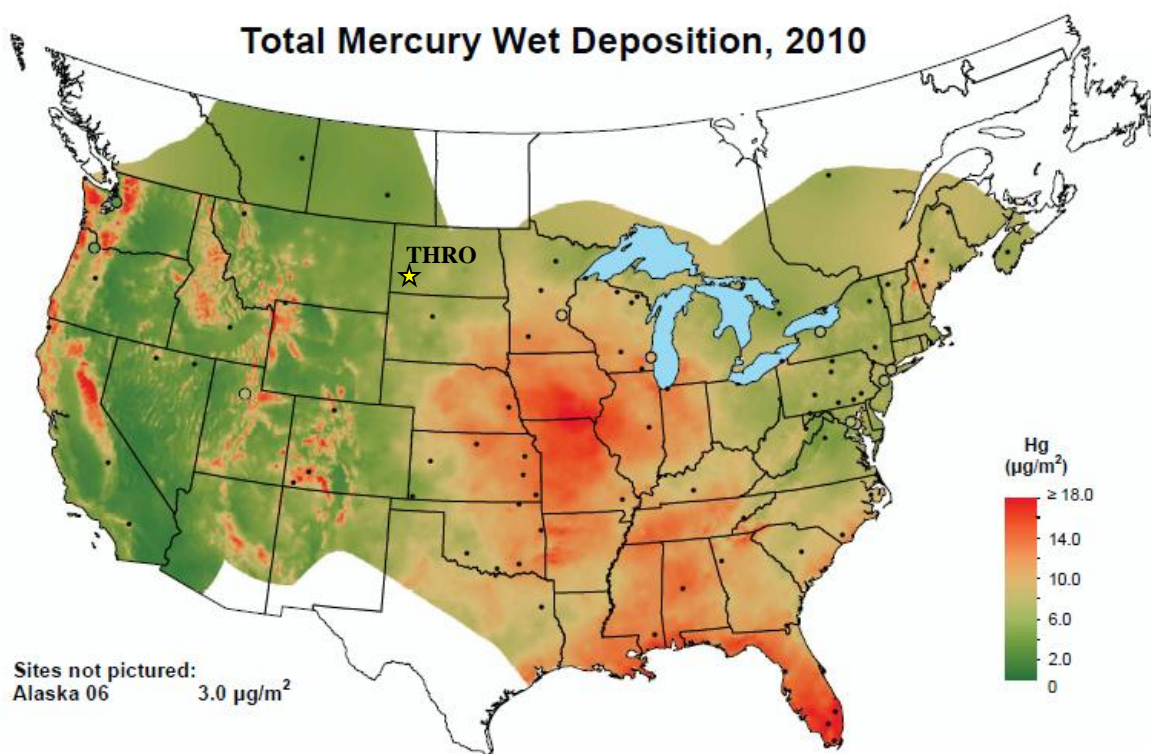 Total Mercury Wet Deposition, 2010
THRO
Hg
(µg/m²)
≥ 18.0
14.0
10.0
6.0
2.0
0
Sites not pictured:
Alaska 06 3.0 µg/m²